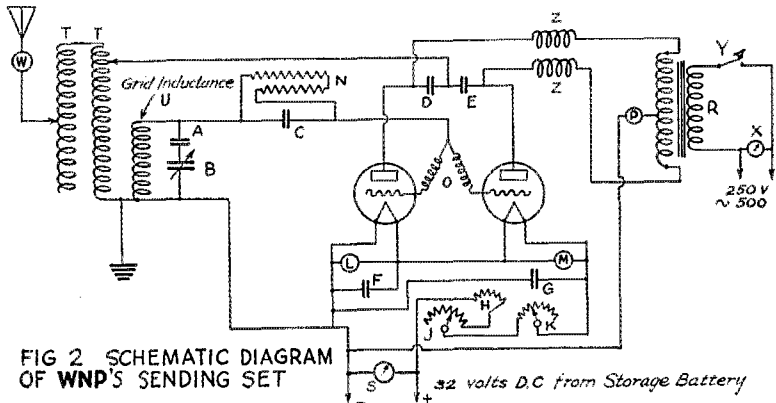 W
T T
Grid Inductance
U
A
B
N
C
D E
Z
Z
O
P
R
Y
X
250 V
~ 500
L
F
M
G
H
J
K
S
- +
32 volts D.C from Storage Battery
FIG 2 SCHEMATIC DIAGRAM
OF WNP'S SENDING SET